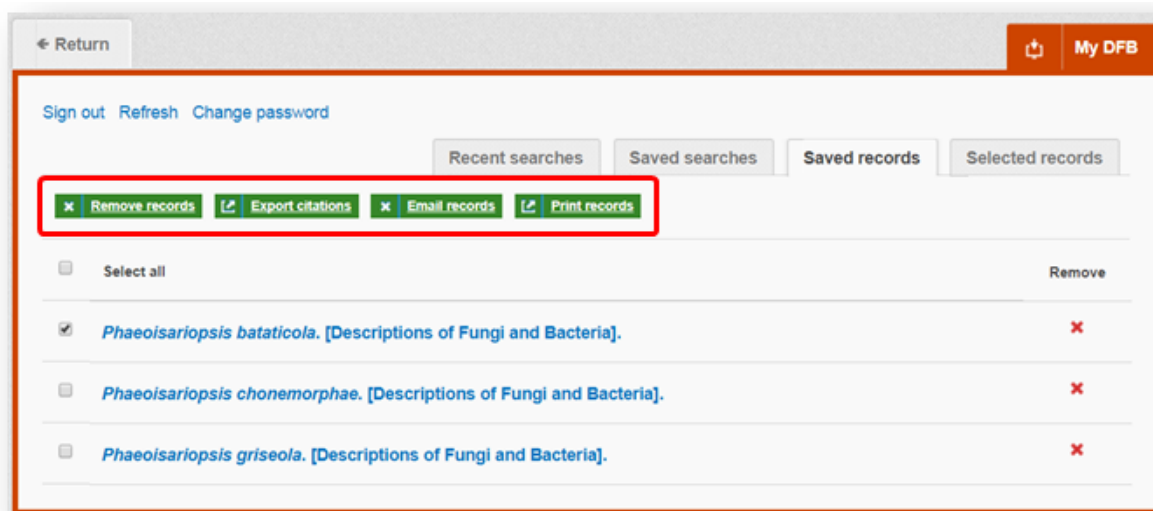 Return
My DFB
Sign out Refresh Change password
Recent searches Saved searches Saved records Selected records
Remove records Export citations Email records Print records
Select all Remove
Phaeoisariopsis bataticola. [Descriptions of Fungi and Bacteria].
Phaeoisariopsis chonemorphae. [Descriptions of Fungi and Bacteria].
Phaeoisariopsis griseola. [Descriptions of Fungi and Bacteria].